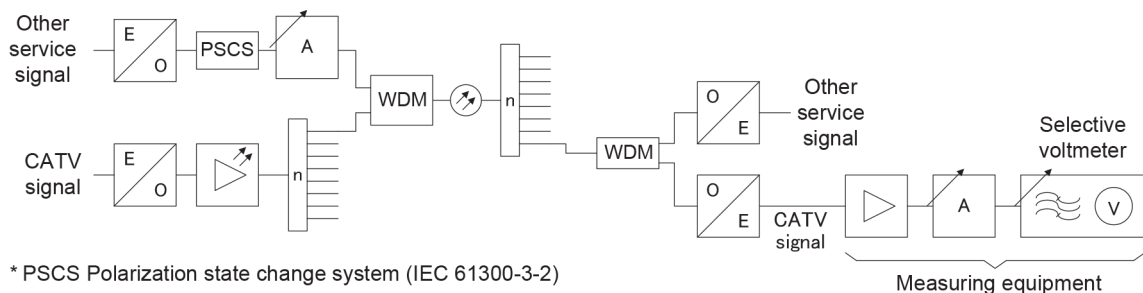 Other
service
signal
E
O
PSCS
A
CATV
signal
E
O
n
WDM
n
WDM
O
E
Other
service
signal
O
E
CATV
signal
A
Selective
voltmeter
V
Measuring equipment
* PSCS Polarization state change system (IEC 61300-3-2)